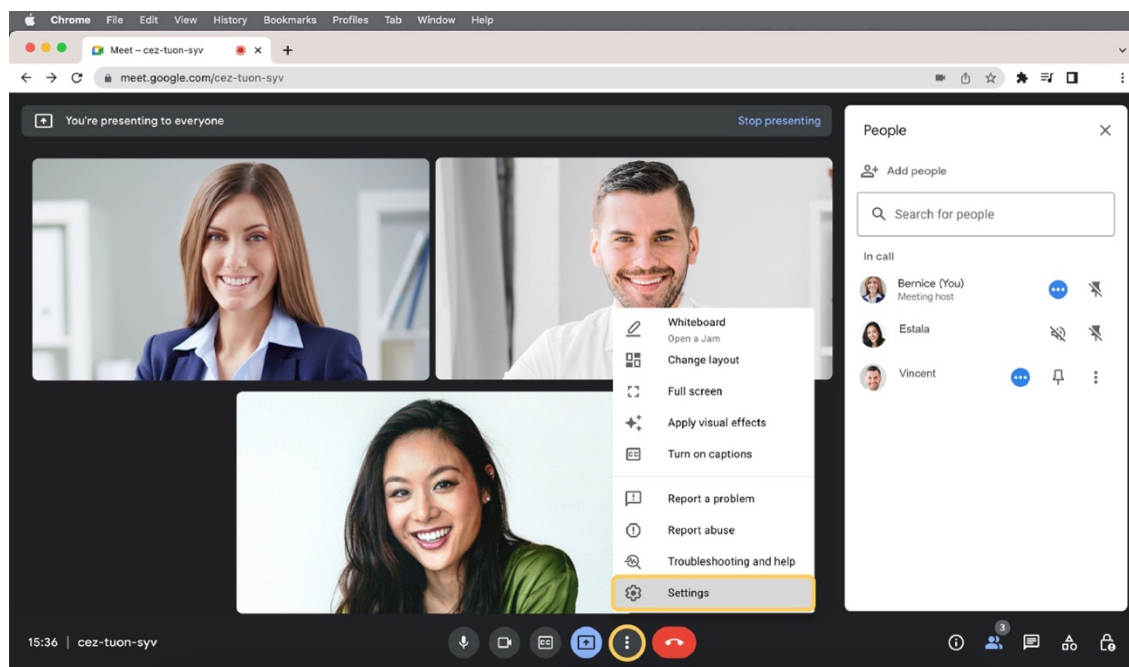 Chrome File Edit View History Bookmarks Profiles Tab Window Help
Meet – cez-tuon-syv
meet.google.com/cez-tuon-syv
You're presenting to everyone
Stop presenting
Whiteboard
Open a Jam
Change layout
Full screen
Apply visual effects
CC
Turn on captions
Report a problem
Report abuse
Troubleshooting and help
Settings
People
Add people
Search for people
In call
Bernice (You)
Meeting host
Estala
Vincent
15:36 | cez-tuon-syv
CC
3